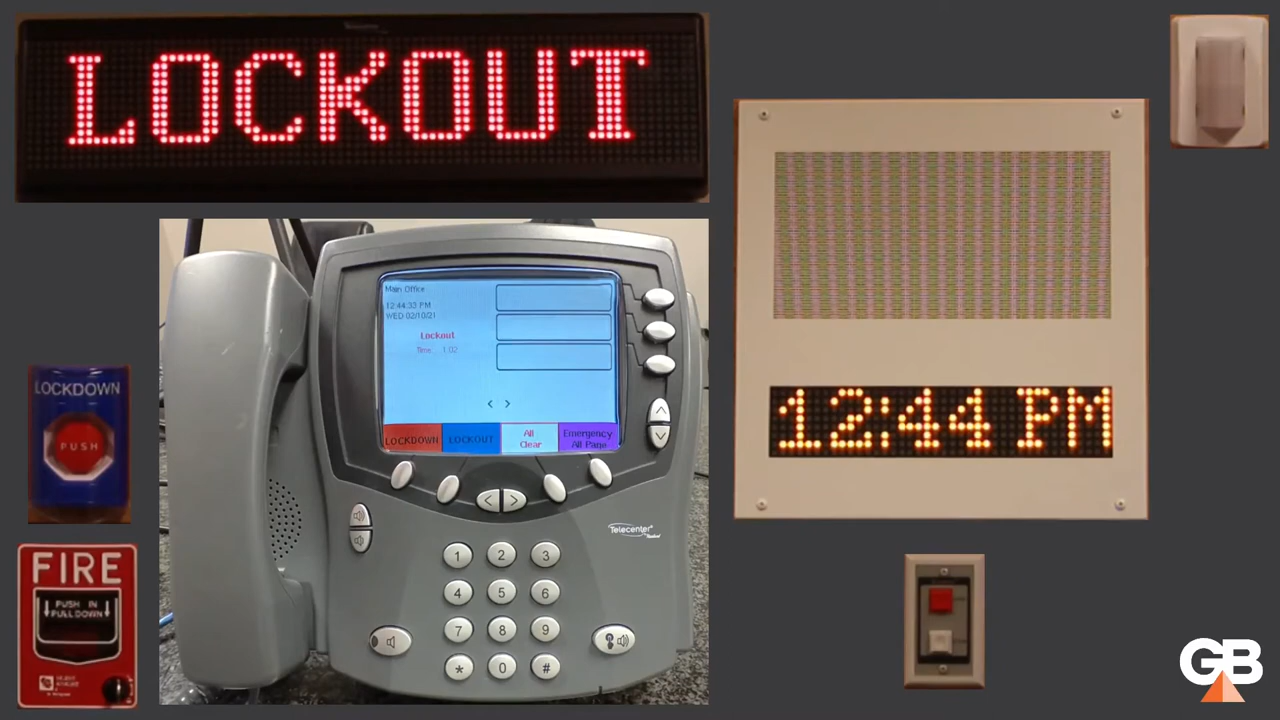 LOCKOUT
Main Office
12:44:33 PM
WED 02/10/21
Lockout
Time: 1:02
< >
LOCKDOWN
LOCKOUT
All Clear
Emergency All Page
Telecenter
1 2 3
4 5 6
7 8 9
* 0 #
LOCKDOWN
PUSH
FIRE
PUSH IN
PULL DOWN
12:44 PM
GB